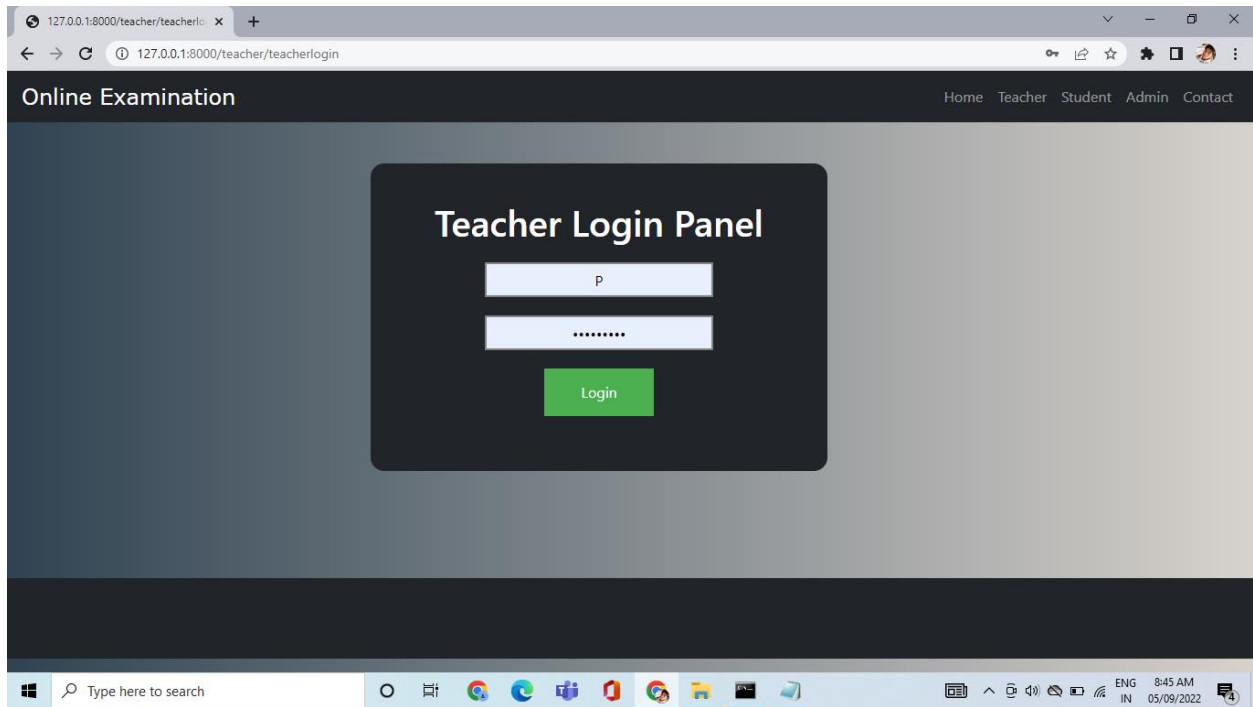 127.0.0.1:8000/teacher/teacherlo
127.0.0.1:8000/teacher/teacherlogin
Online Examination
Home Teacher Student Admin Contact
Teacher Login Panel
P
•••••••••
Login
Type here to search
ENG
IN
8:45 AM
05/09/2022
4